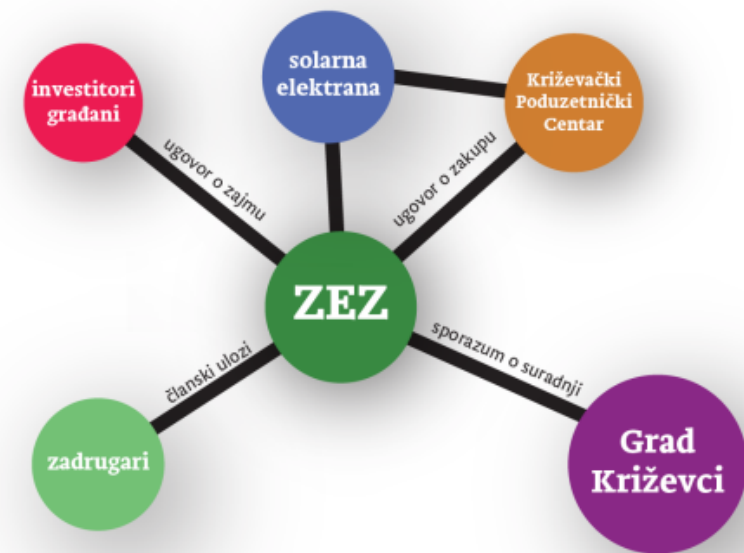 investitori
građani
solarna
elektrana
Križevački
Poduzetnički
Centar
ugovor o zajmu
ugovor o zakupu
ZEZ
članski ulozi
sporazum o suradnji
zadrugari
Grad
Križevci